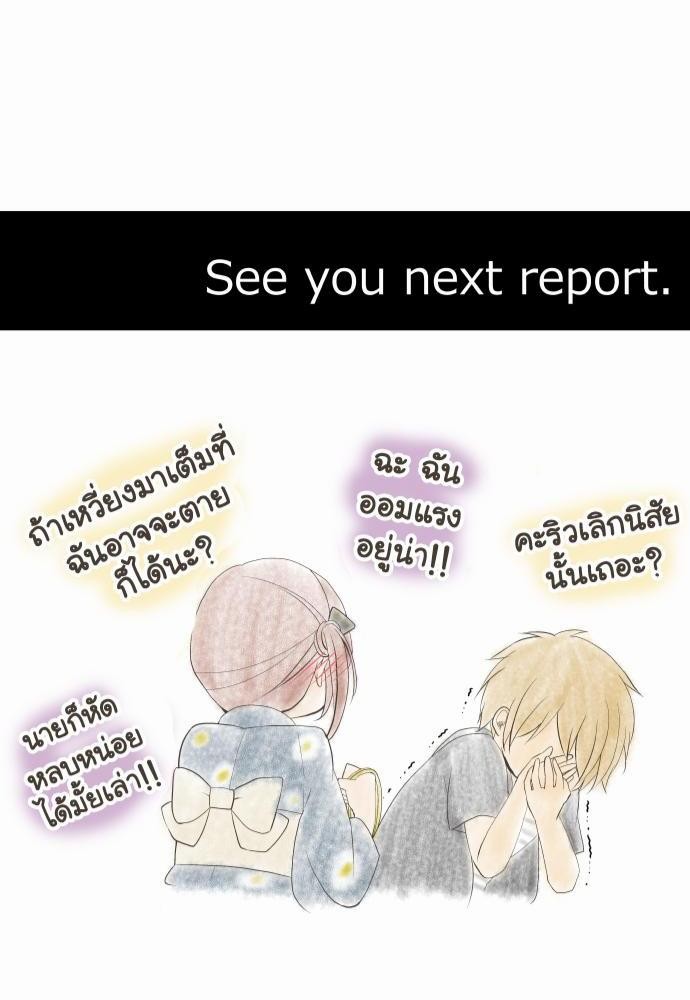 See you next report.
ถ้าเหวี่ยงมาเต็มที่
ฉันอาจจะตาย
ก็ได้นะ?
ฉะ ฉัน
ออมแรง
อยู่น่า!!
คะริวเลิกนิสัย
นั้นเถอะ?
นายก็หัด
หลบหน่อย
ได้มั้ยเล่า!!